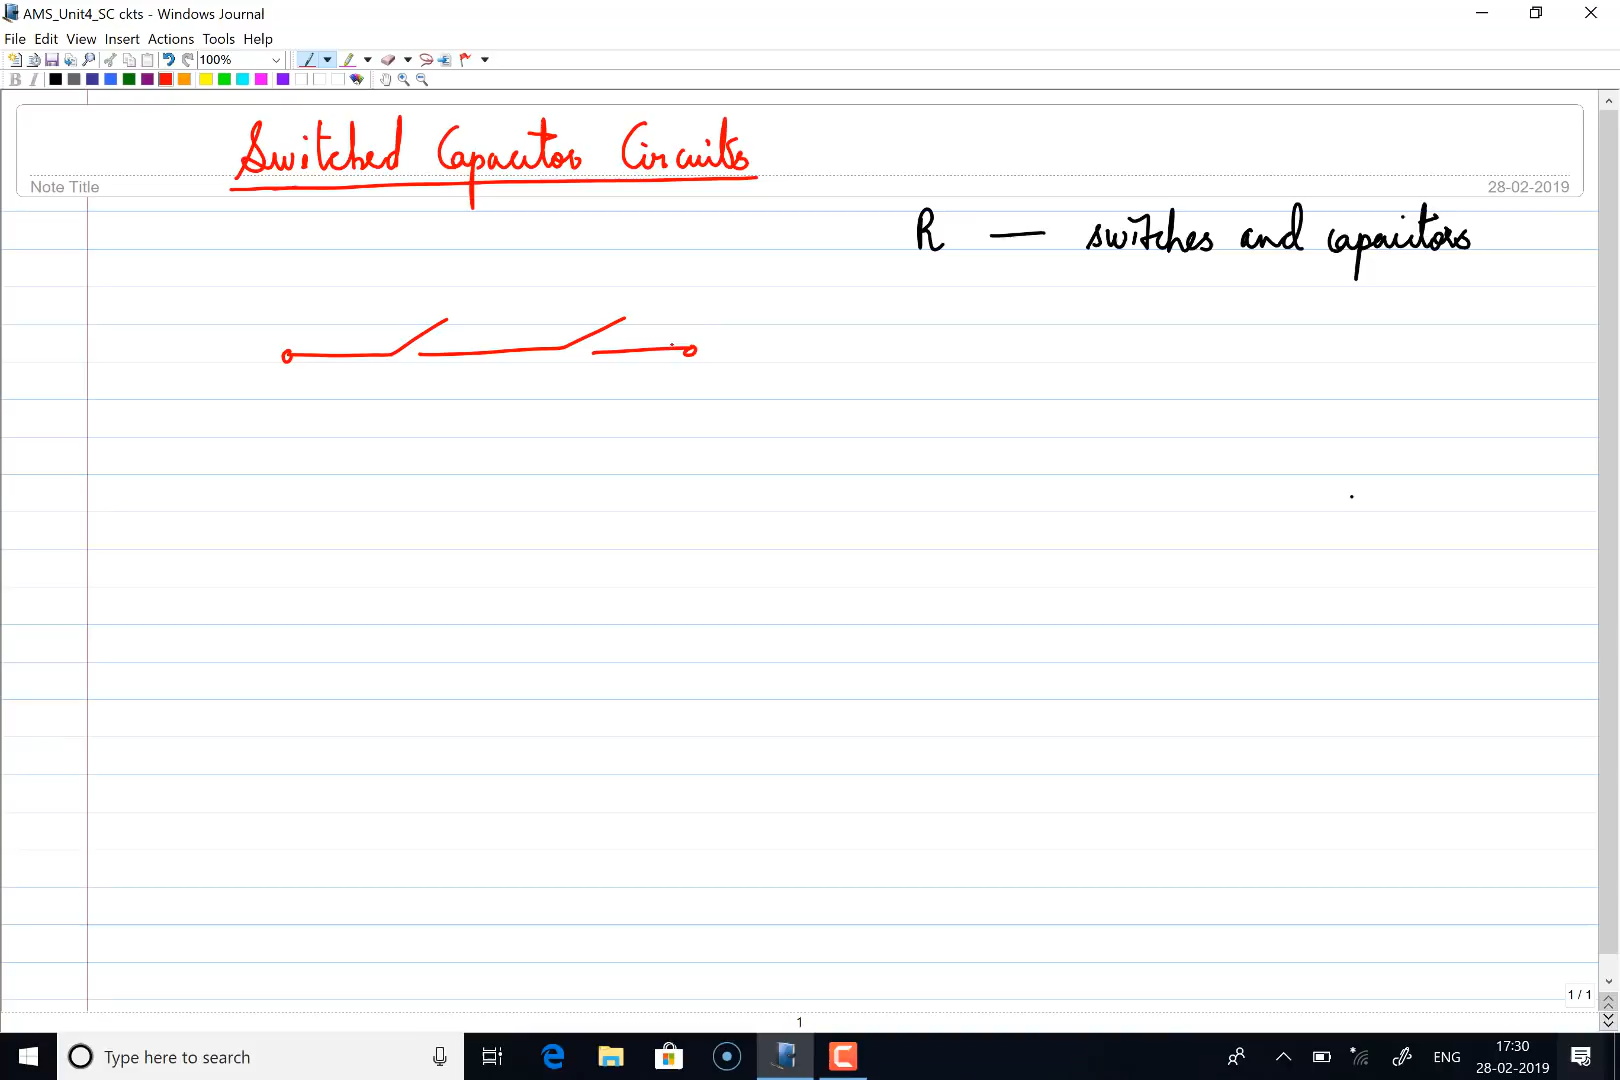 AMS_Unit4_SC ckts - Windows Journal
File Edit View Insert Actions Tools Help
100%
B I
Switched Capacitor Circuits
Note Title
28-02-2019
R — switches and capacitors
1 / 1
1
Type here to search
ENG
17:30
28-02-2019